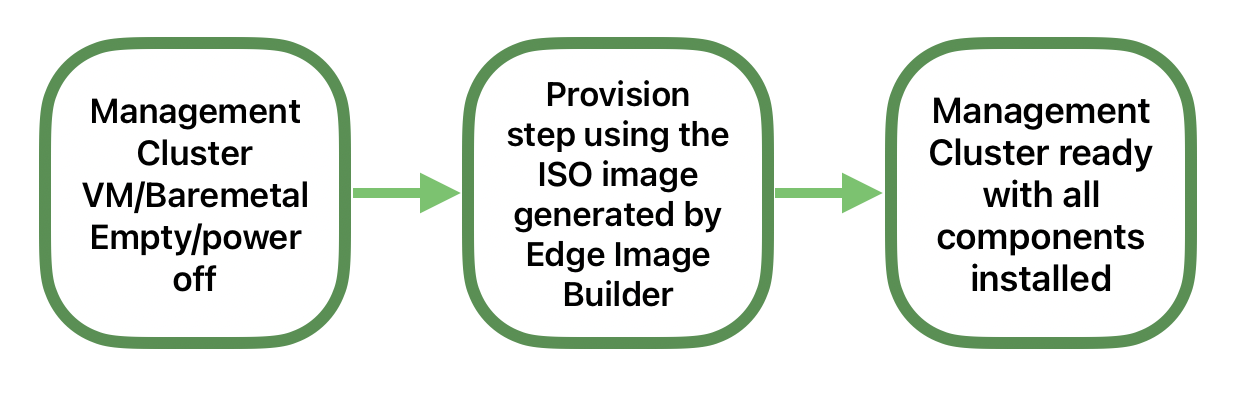 Management
Cluster
VM/Baremetal
Empty/power
off
Provision
step using the
ISO image
generated by
Edge Image
Builder
Management
Cluster ready
with all
components
installed